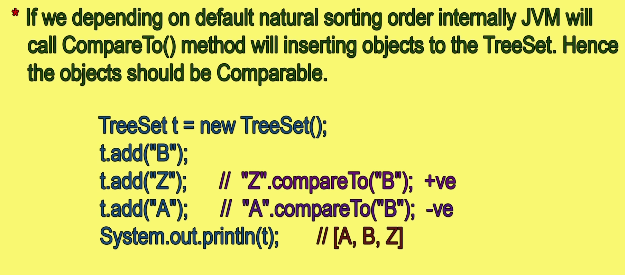 * If we depending on default natural sorting order internally JVM will
call CompareTo() method will inserting objects to the TreeSet. Hence
the objects should be Comparable.
TreeSet t = new TreeSet();
t.add("B");
t.add("Z"); // "Z".compareTo("B"); +ve
t.add("A"); // "A".compareTo("B"); -ve
System.out.println(t); // [A, B, Z]